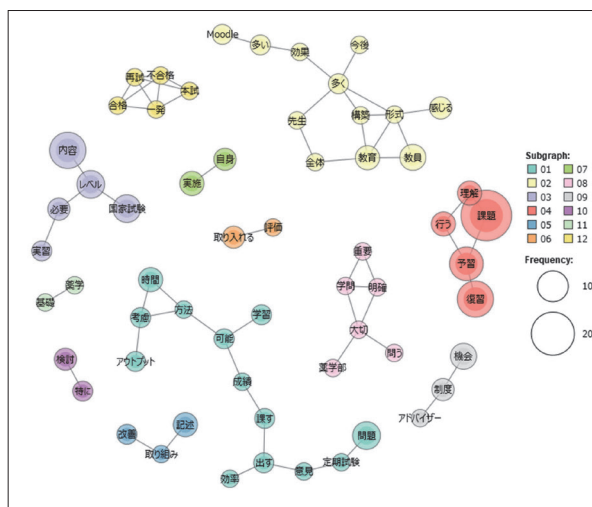 Moodle
多い
効果
今後
多く
構築
形式
感じる
先生
全体
教育
教員
再試
不合格
本試
合格
一発
内容
レベル
必要
国家試験
実習
自身
実施
取り入れる
評価
理解
課題
行う
予習
復習
重要
学問
明確
大切
薬学部
問う
基礎
薬学
時間
考慮
方法
アウトプット
可能
学習
成績
課す
出す
効率
意見
定期試験
問題
検討
特に
改善
記述
取り組み
機会
制度
アドバイザー
Subgraph:
01 07
02 08
03 09
04 10
05 11
06 12
Frequency:
10
20